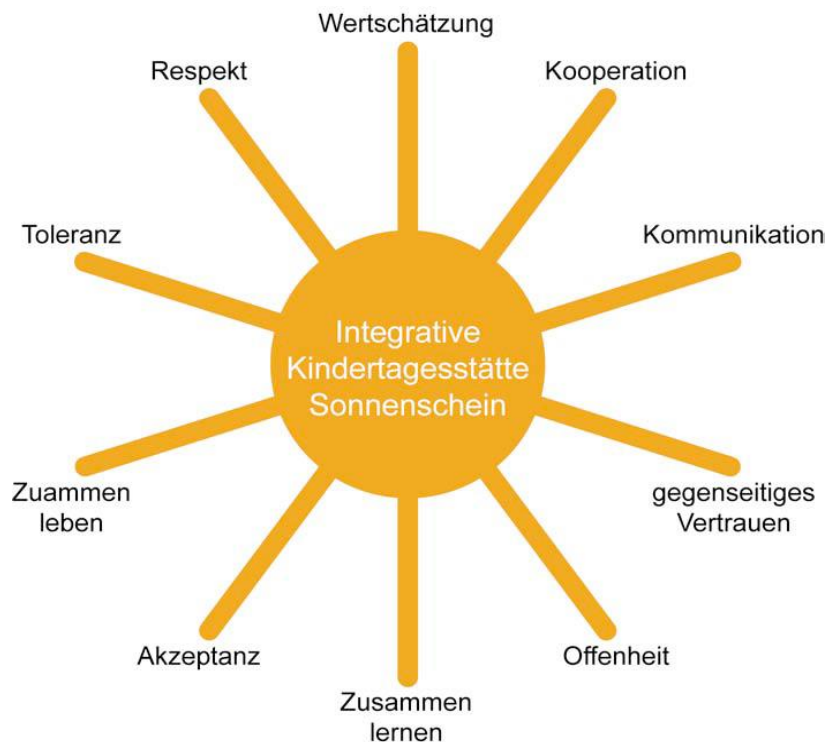 Wertschätzung
Respekt
Kooperation
Toleranz
Kommunikation
Integrative
Kindertagesstätte
Sonnenschein
Zuammen
leben
gegenseitiges
Vertrauen
Akzeptanz
Offenheit
Zusammen
lernen